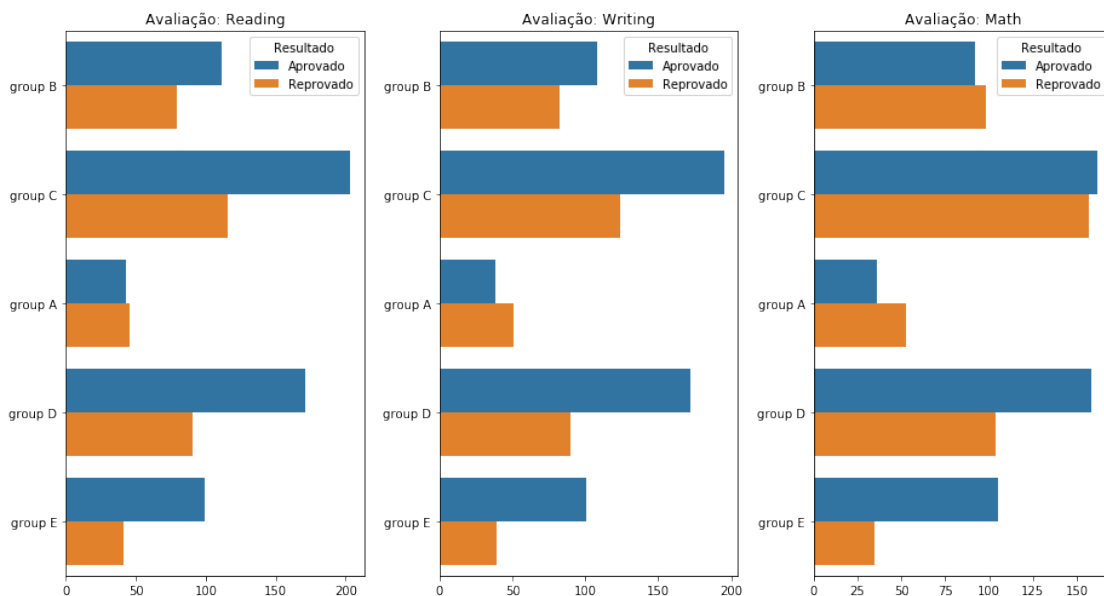 Avaliação: Reading
Resultado
Aprovado
Reprovado
group B
group C
group A
group D
group E
0 50 100 150 200
Avaliação: Writing
Resultado
Aprovado
Reprovado
group B
group C
group A
group D
group E
0 50 100 150 200
Avaliação: Math
Resultado
Aprovado
Reprovado
group B
group C
group A
group D
group E
0 25 50 75 100 125 150